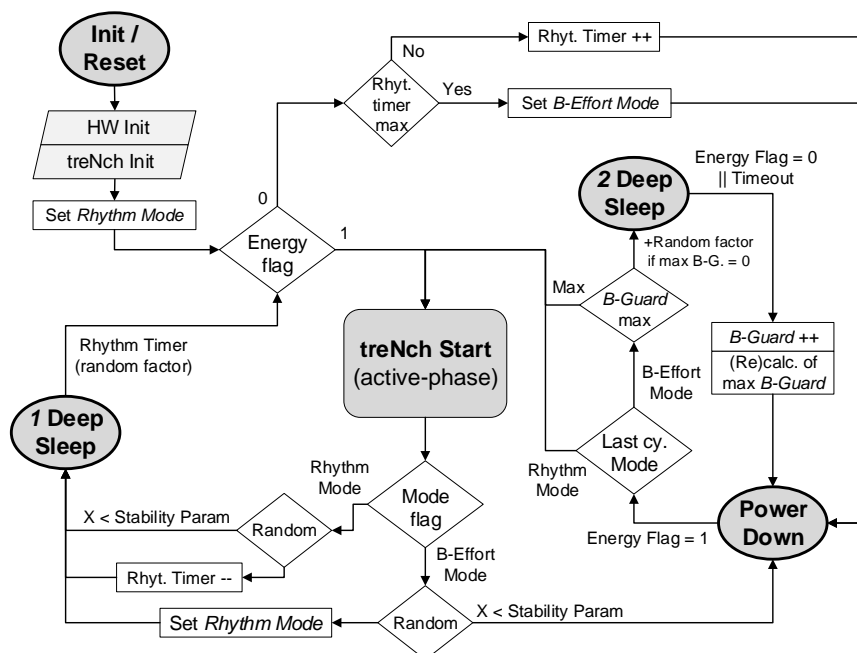 Init /
Reset
HW Init
treNch Init
Set Rhythm Mode
Energy
flag
0
1
Rhyt.
timer
max
No
Yes
Rhyt. Timer ++
Set B-Effort Mode
2 Deep
Sleep
Energy Flag = 0
|| Timeout
+Random factor
if max B-G. = 0
Max
B-Guard
max
B-Guard ++
(Re)calc. of
max B-Guard
B-Effort
Mode
Last cy.
Mode
Rhythm
Mode
Energy Flag = 1
Power
Down
treNch Start
(active-phase)
Rhythm Timer
(random factor)
1 Deep
Sleep
Rhythm
Mode
Mode
flag
X < Stability Param
Random
Rhyt. Timer --
B-Effort
Mode
Set Rhythm Mode
Random
X < Stability Param